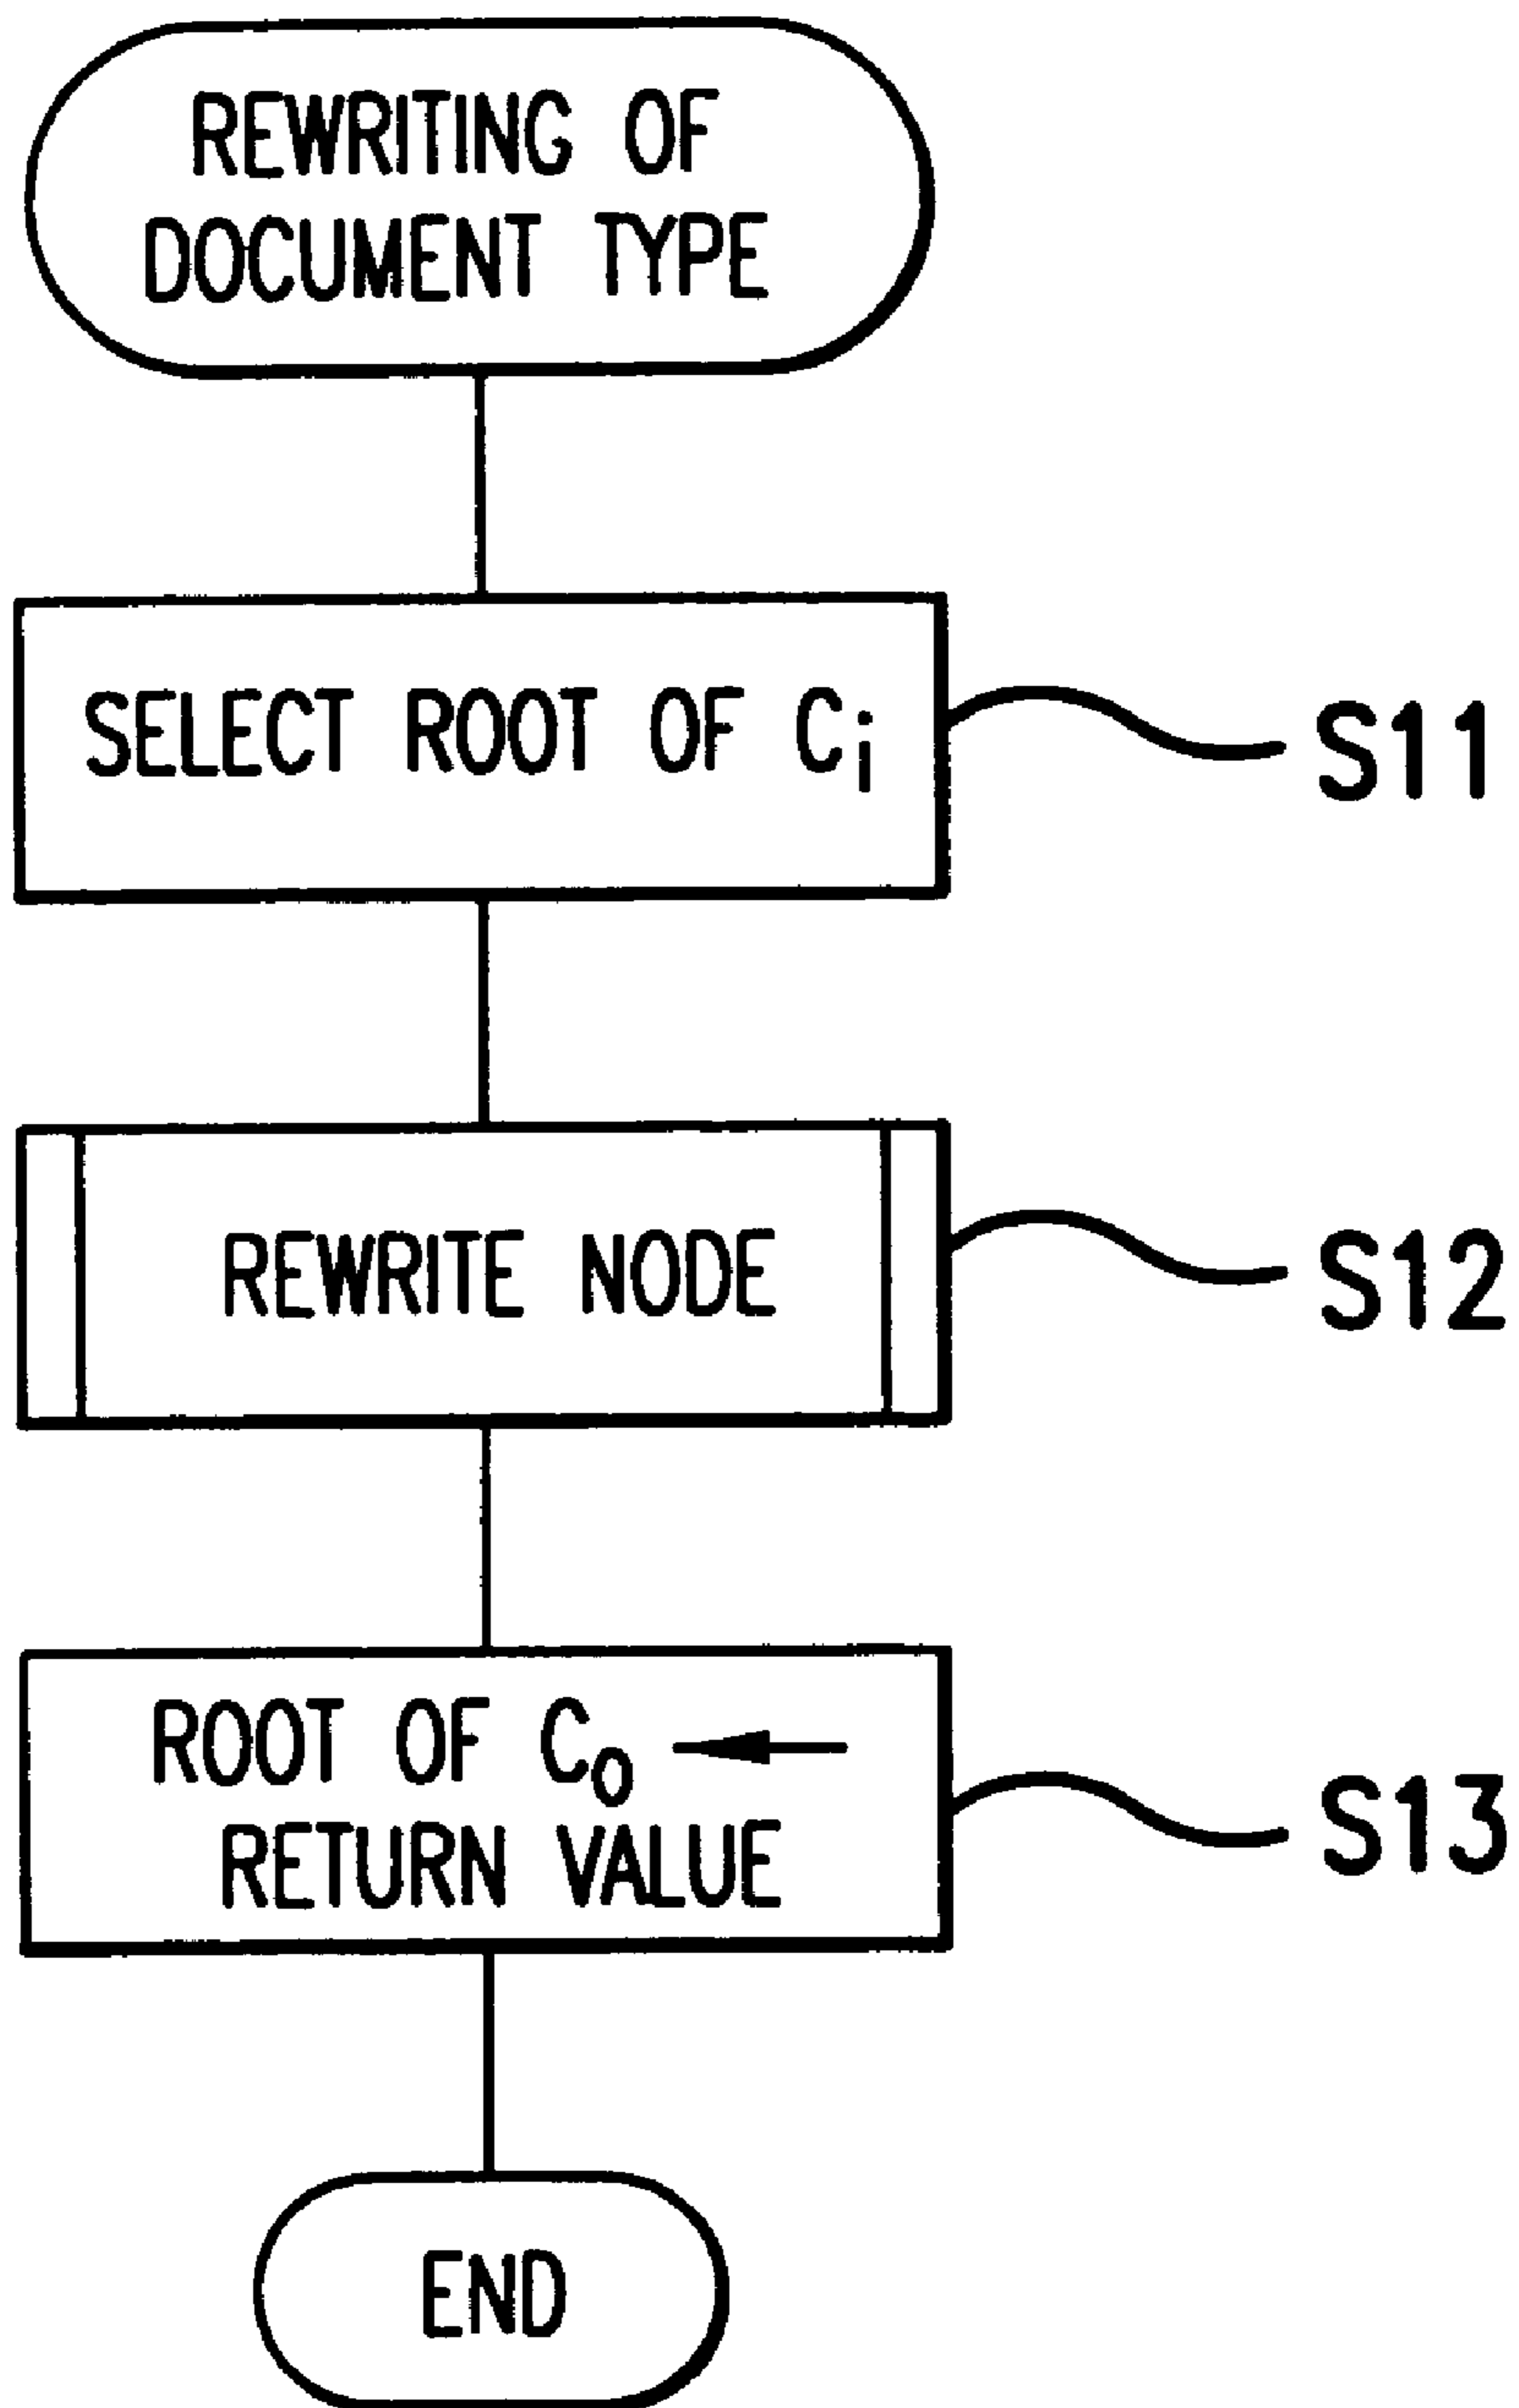 REWRITING OF
DOCUMENT TYPE
SELECT ROOT OF Ci
S11
REWRITE NODE
S12
ROOT OF CO ←
RETURN VALUE
S13
END